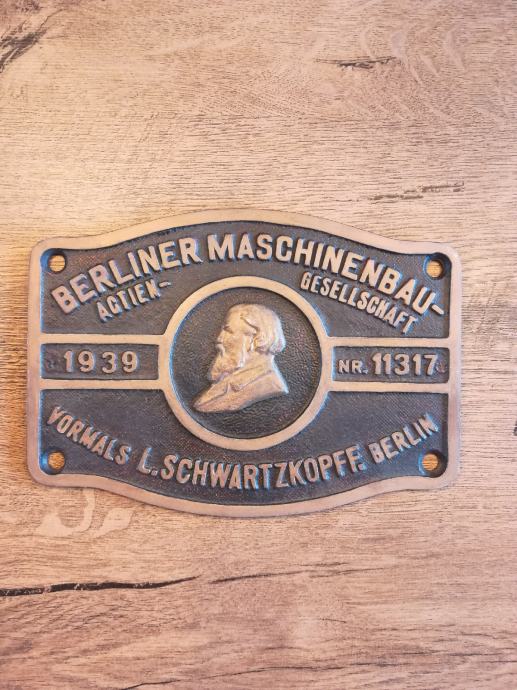 BERLINER MASCHINENBAU-
ACTIEN- GESELLSCHAFT
1939 NR. 11317
VORMALS L. SCHWARTZKOPFF, BERLIN